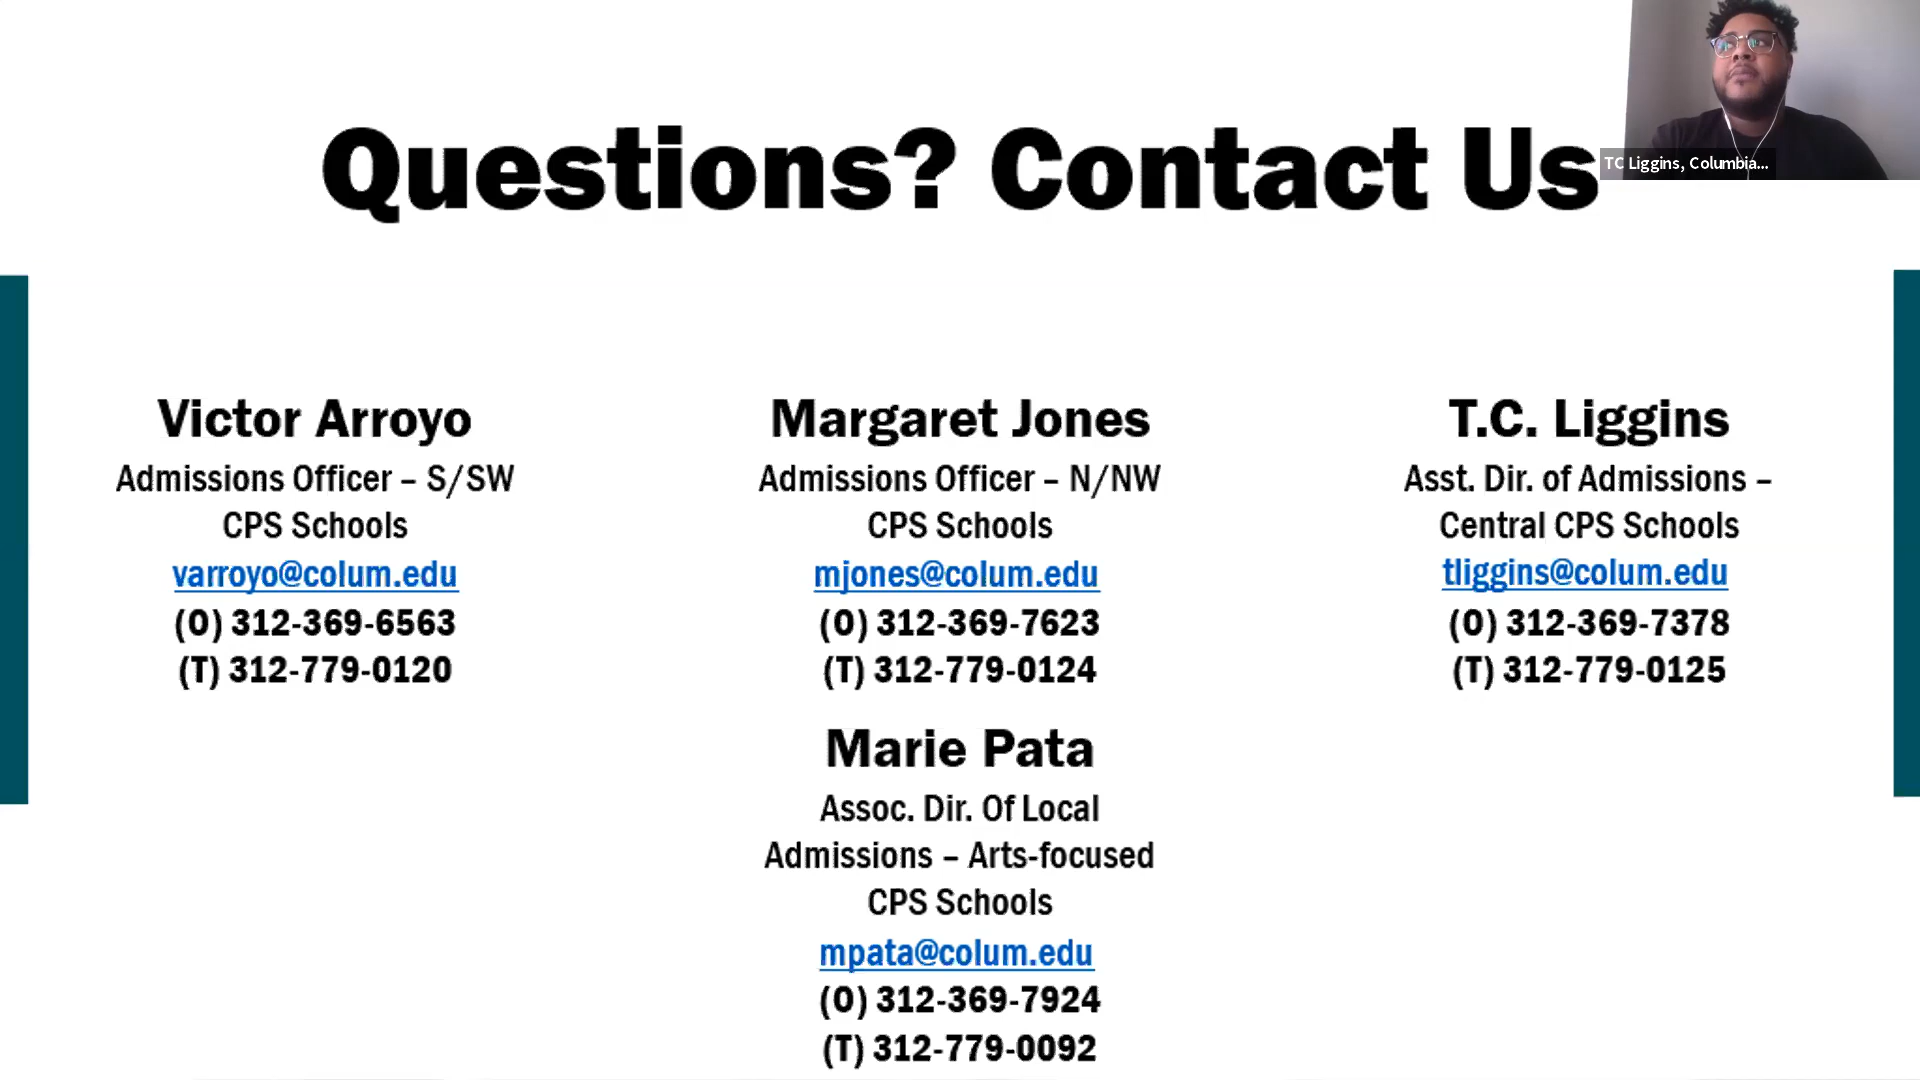 Questions? Contact Us
TC Liggins, Columbia...
Victor Arroyo
Admissions Officer – S/SW
CPS Schools
varroyo@colum.edu
(O) 312-369-6563
(T) 312-779-0120
Margaret Jones
Admissions Officer – N/NW
CPS Schools
mjones@colum.edu
(O) 312-369-7623
(T) 312-779-0124
T.C. Liggins
Asst. Dir. of Admissions –
Central CPS Schools
tliggins@colum.edu
(O) 312-369-7378
(T) 312-779-0125
Marie Pata
Assoc. Dir. Of Local
Admissions – Arts-focused
CPS Schools
mpata@colum.edu
(O) 312-369-7924
(T) 312-779-0092